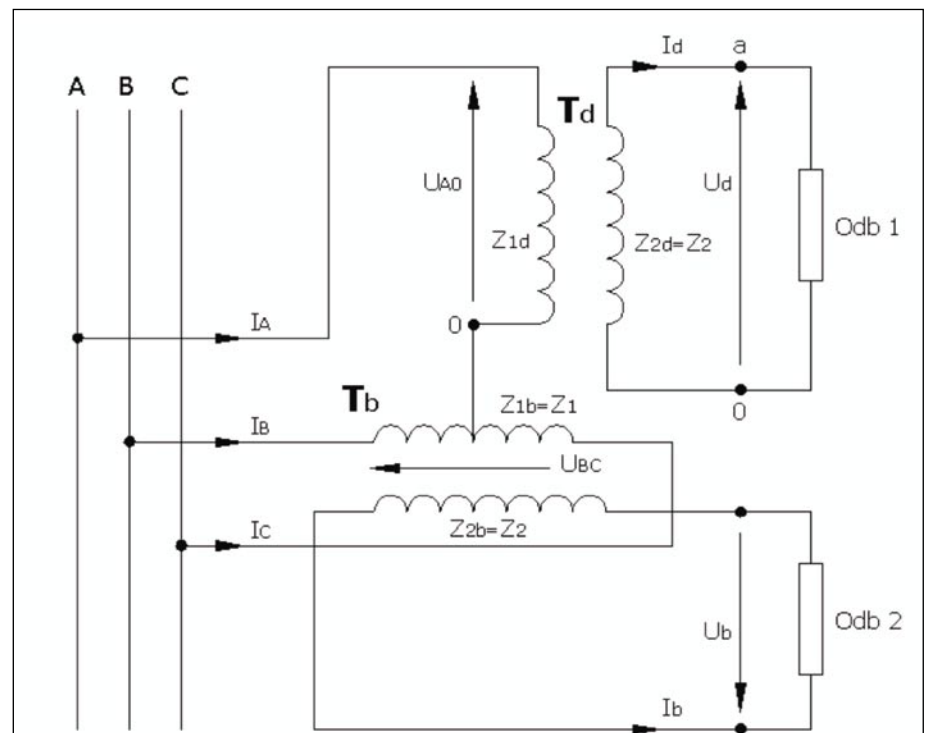 Id a
A B C
Td
UA0 Ud
Z1d Z2d=Z2 Odb 1
IA 0
Tb Z1b=Z1 0
IB
UBC
IC Z2b=Z2
Ub Odb 2
Ib